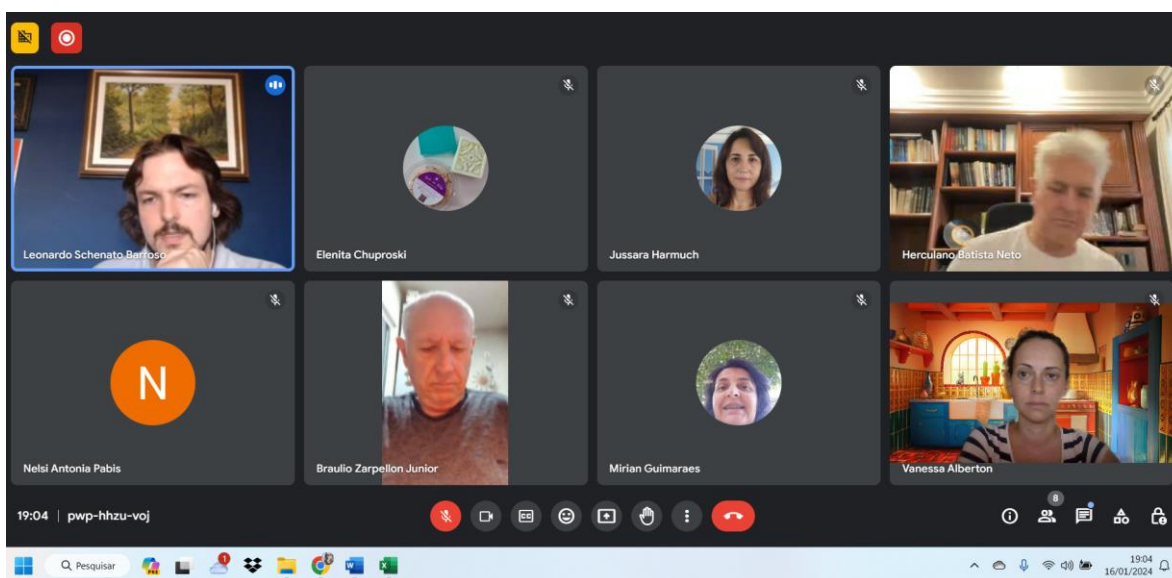 Leonardo Schenato Barroso
Elenita Chuproski
Jussara Harmuch
Herculano Batista Neto
N
Nelsi Antonia Pabis
Braulio Zarpellon Junior
Mirian Guimaraes
Vanessa Alberton
19:04 | pwp-hhzu-voj
8
Pesquisar
1
19:04
16/01/2024